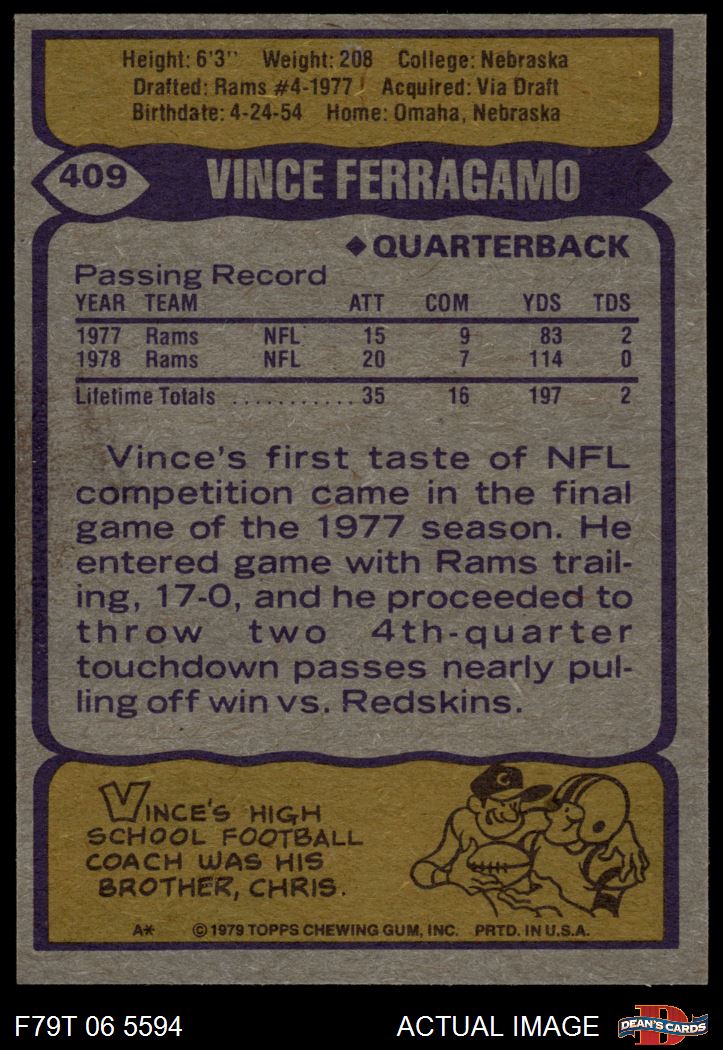 Height: 6'3" Weight: 208 College: Nebraska
Drafted: Rams #4-1977 Acquired: Via Draft
Birthdate: 4-24-54 Home: Omaha, Nebraska
409 VINCE FERRAGAMO
◆QUARTERBACK
Passing Record
YEAR TEAM ATT COM YDS TDS
1977 Rams NFL 15 9 83 2
1978 Rams NFL 20 7 114 0
Lifetime Totals ........... 35 16 197 2
Vince's first taste of NFL
competition came in the final
game of the 1977 season. He
entered game with Rams trail-
ing, 17-0, and he proceeded to
throw two 4th-quarter
touchdown passes nearly pul-
ling off win vs. Redskins.
VINCE'S HIGH
SCHOOL FOOTBALL
COACH WAS HIS
BROTHER, CHRIS.
C
A* ©1979 TOPPS CHEWING GUM, INC. PRTD. IN U.S.A.
F79T 06 5594 ACTUAL IMAGE D DEAN'S CARDS